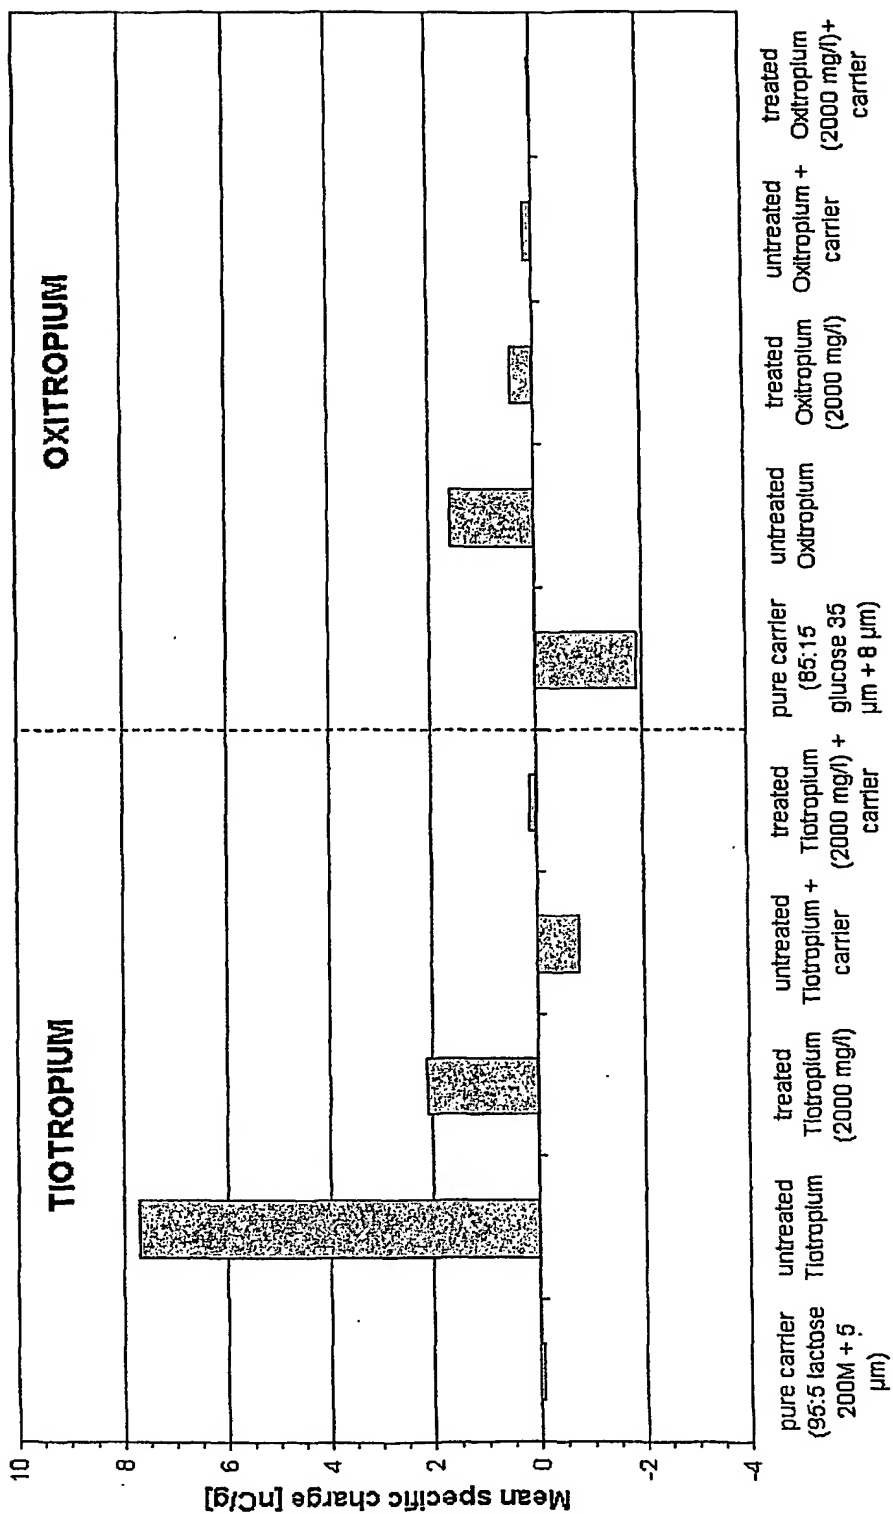 TIOTROPIUM
OXITROPIUM
Mean specific charge [nC/g]
10
8
6
4
2
0
-2
-4
pure carrier
(95:5 lactose
200M + 5
µm)
untreated
Tiotropium
treated
Tiotropium
(2000 mg/l)
untreated
Tiotropium +
carrier
treated
Tiotropium
(2000 mg/l) +
carrier
pure carrier
(85:15
glucose 35
µm + 8 µm)
untreated
Oxitropium
treated
Oxitropium
(2000 mg/l)
untreated
Oxitropium +
carrier
treated
Oxitropium
(2000 mg/l)+
carrier